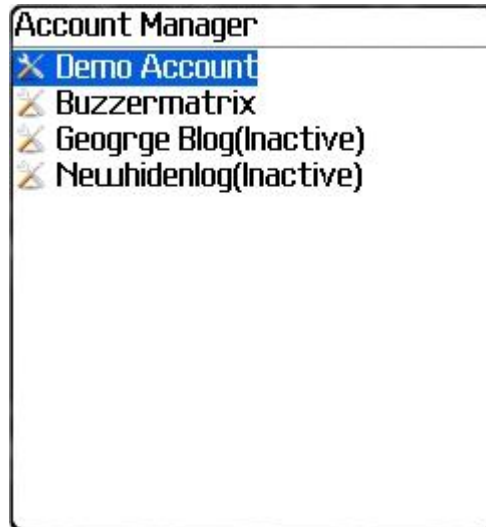 Account Manager
Demo Account
Buzzermatrix
Geogrge Blog(Inactive)
Newhidenlog(Inactive)